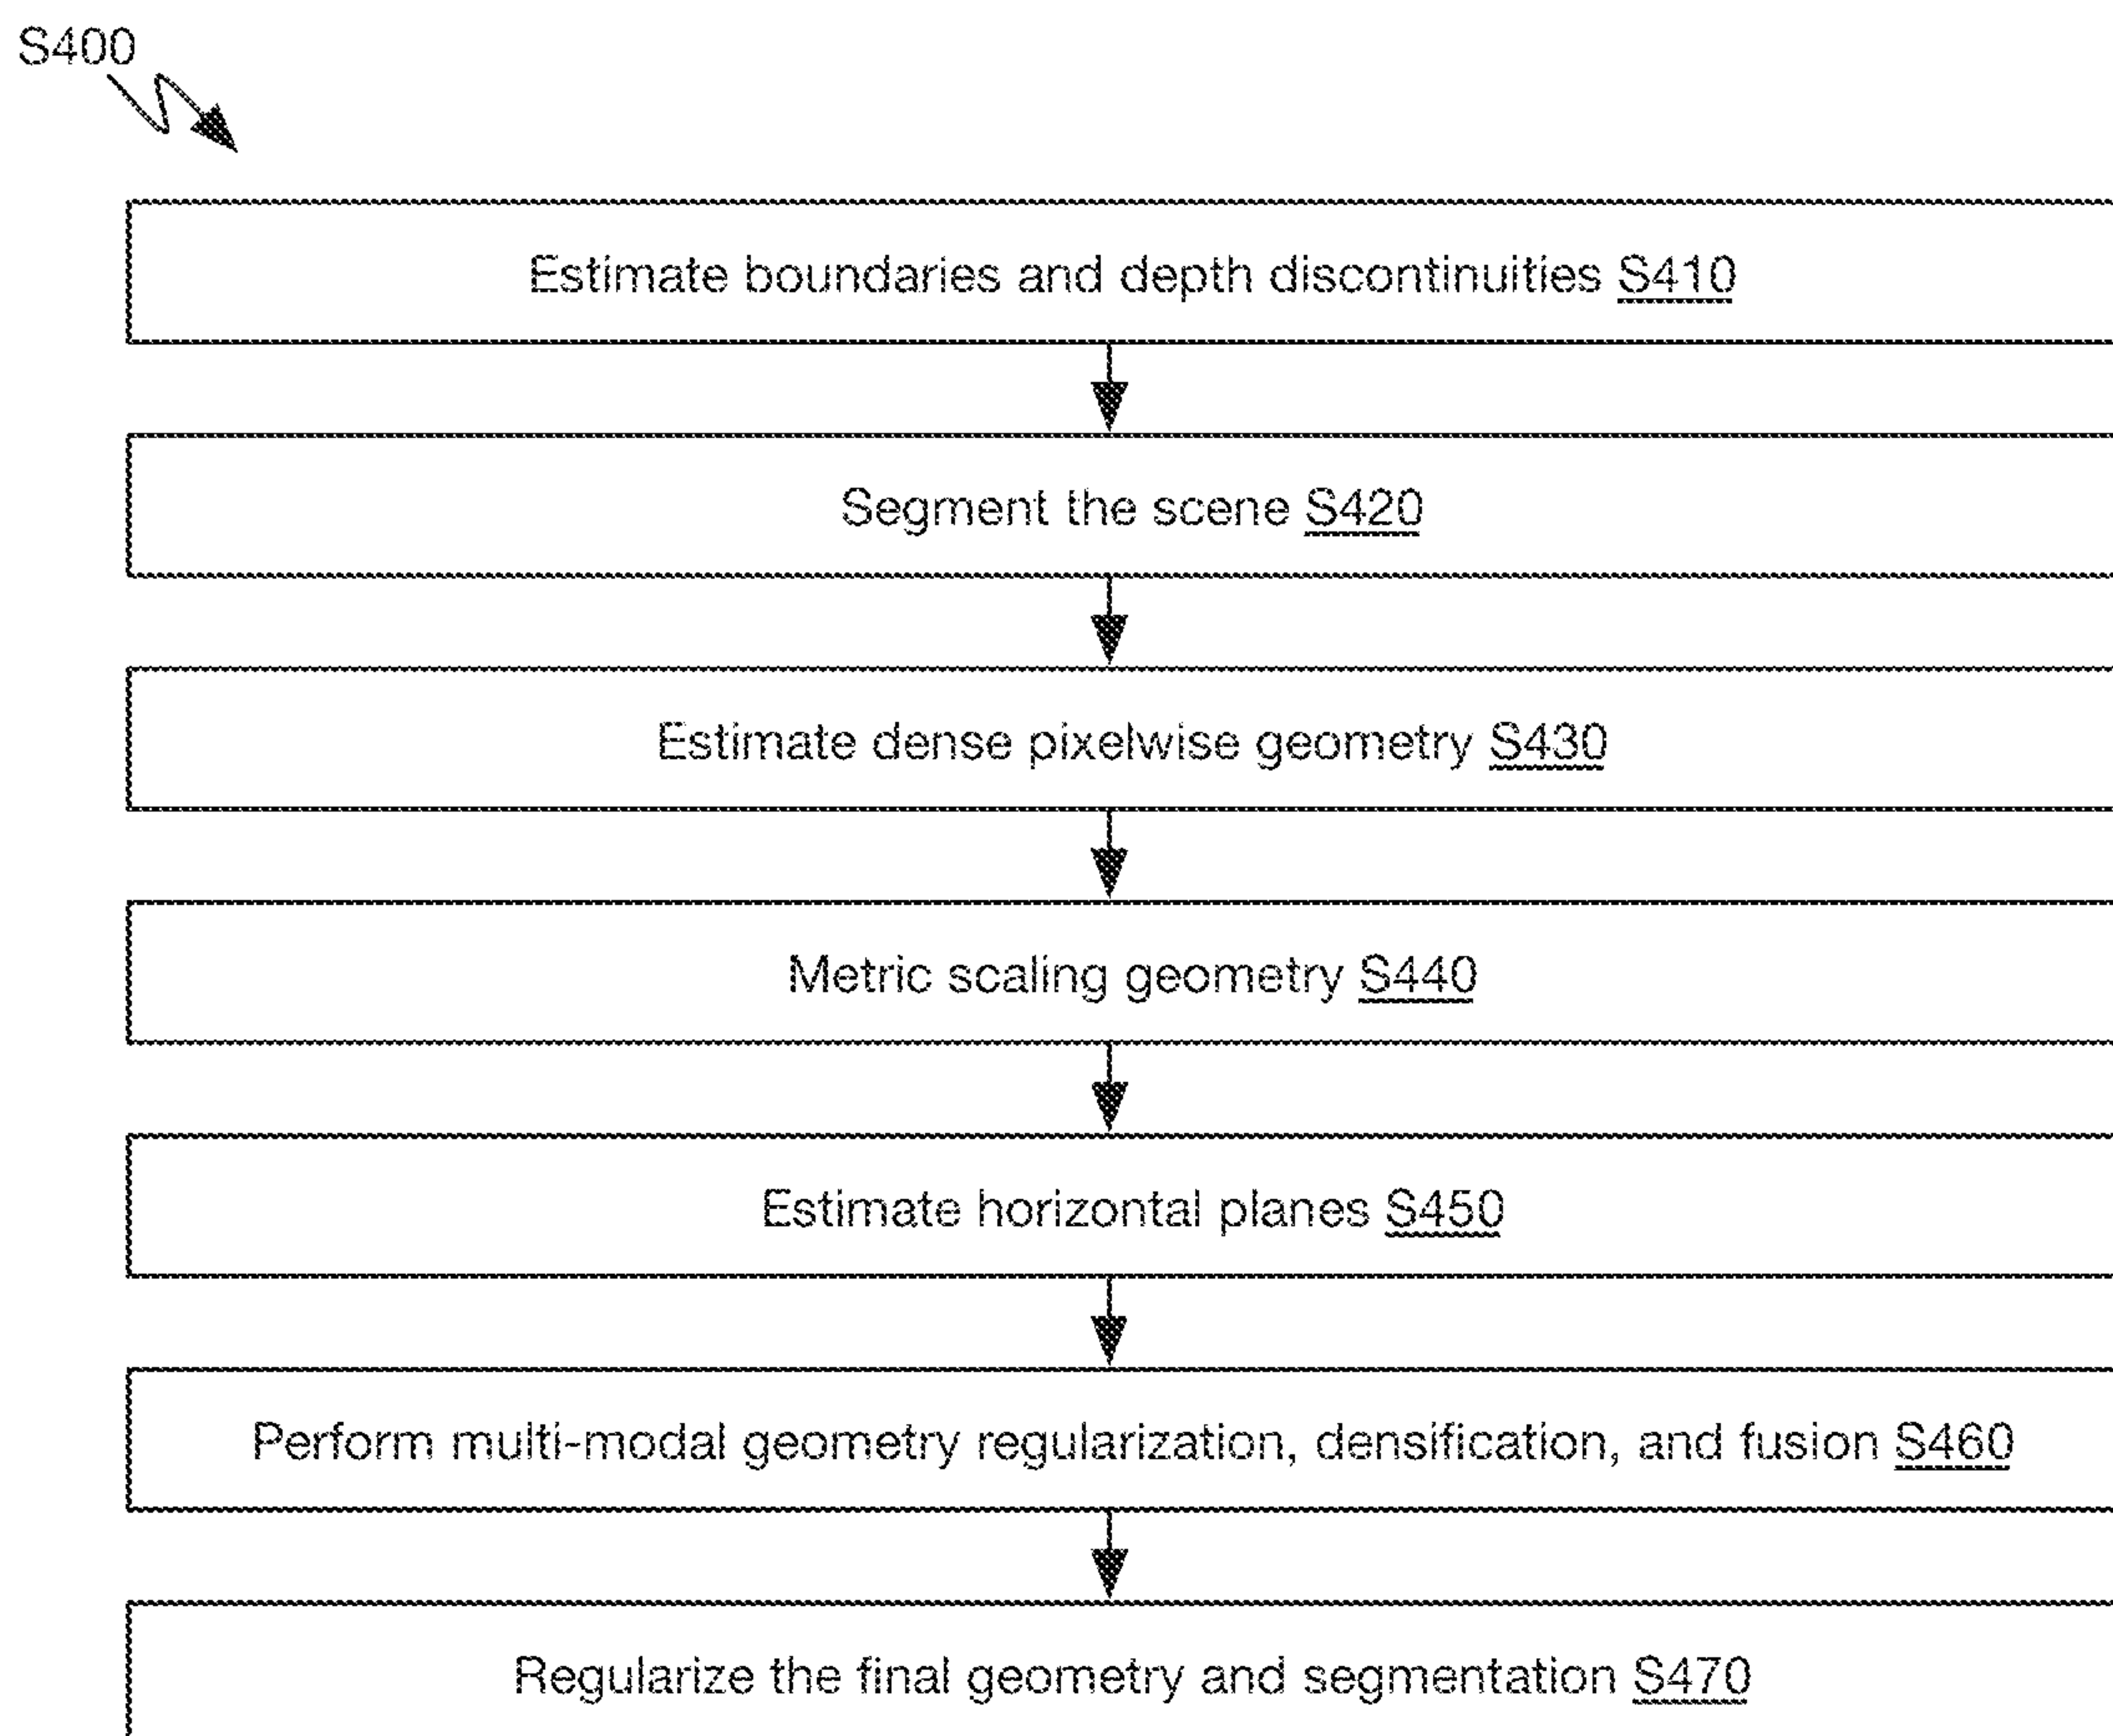 S400
Estimate boundaries and depth discontinuities S410
Segment the scene S420
Estimate dense pixelwise geometry S430
Metric scaling geometry S440
Estimate horizontal planes S450
Perform multi-modal geometry regularization, densification, and fusion S460
Regularize the final geometry and segmentation S470